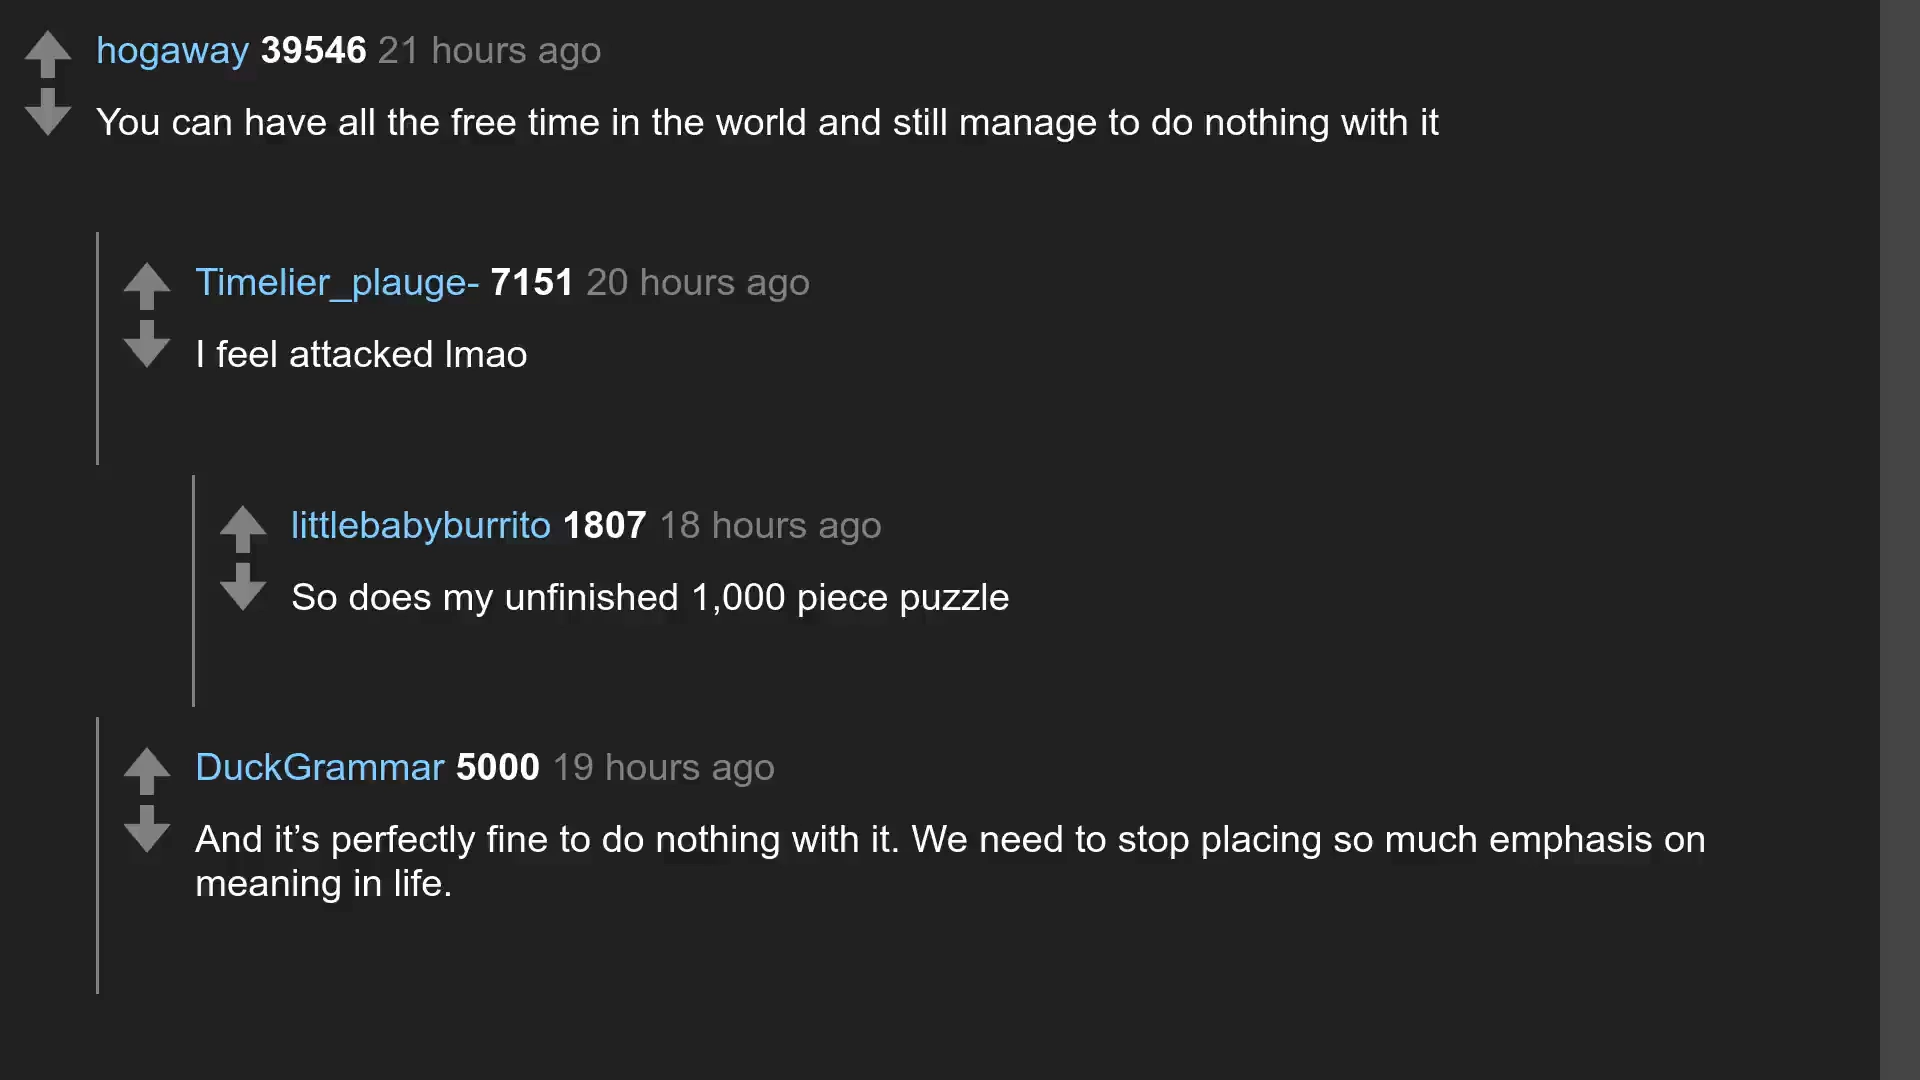 hogaway 39546 21 hours ago
You can have all the free time in the world and still manage to do nothing with it
Timelier_plauge- 7151 20 hours ago
I feel attacked lmao
littlebabyburrito 1807 18 hours ago
So does my unfinished 1,000 piece puzzle
DuckGrammar 5000 19 hours ago
And it’s perfectly fine to do nothing with it. We need to stop placing so much emphasis on
meaning in life.